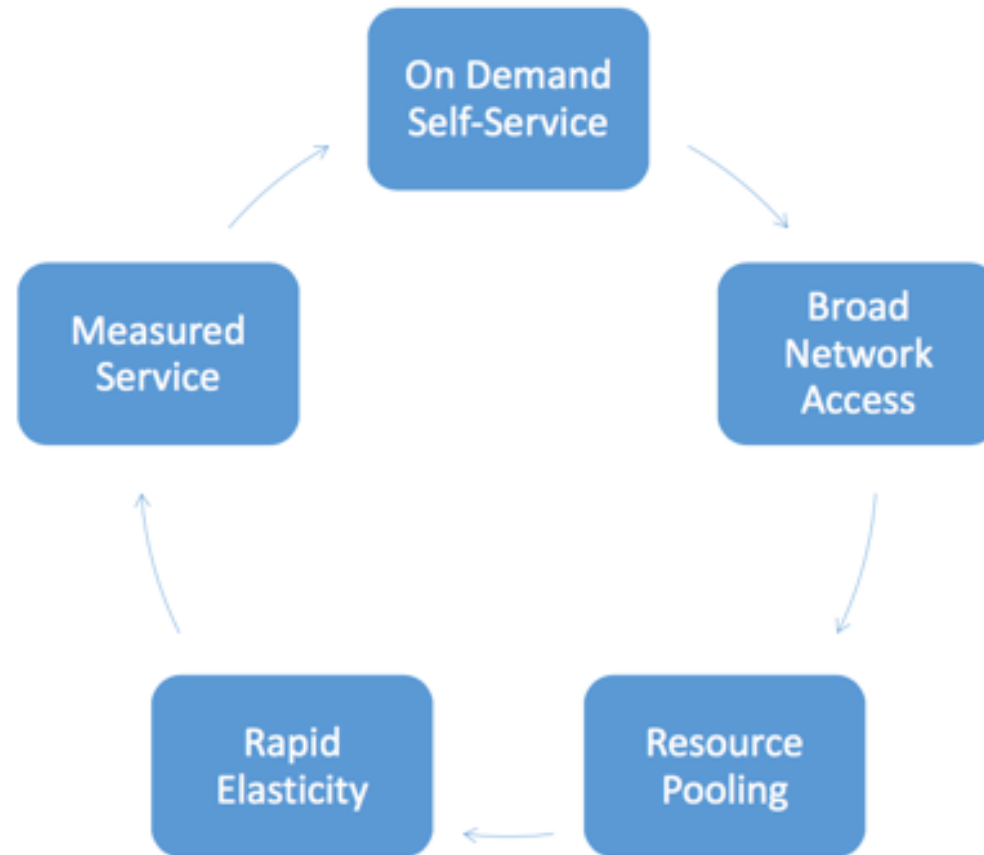 On Demand
Self-Service
Broad
Network
Access
Resource
Pooling
Rapid
Elasticity
Measured
Service